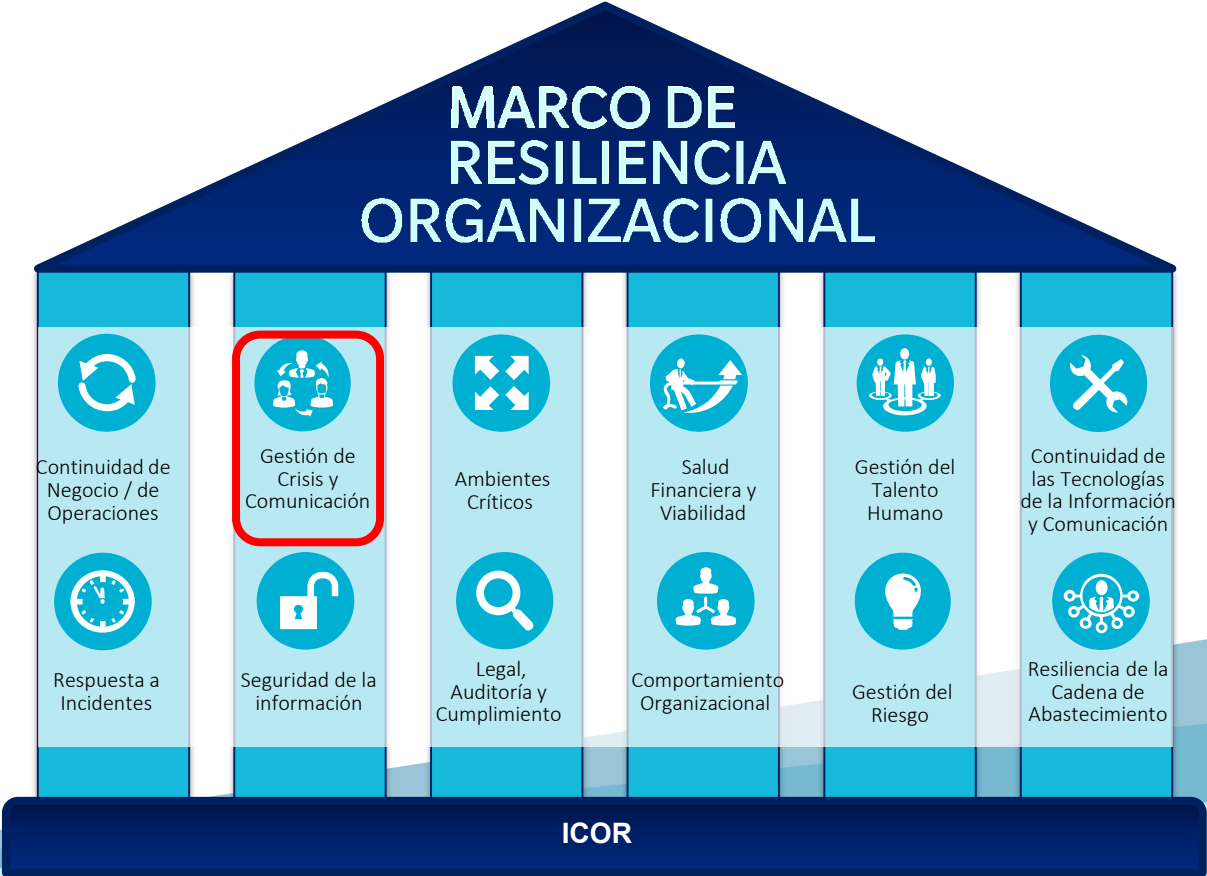 MARCO DE
RESILIENCIA
ORGANIZACIONAL
Continuidad de
Negocio / de
Operaciones
Gestión de
Crisis y
Comunicación
Ambientes
Críticos
Salud
Financiera y
Viabilidad
Gestión del
Talento
Humano
Continuidad de
las Tecnologías
de la Información
y Comunicación
Respuesta a
Incidentes
Seguridad de la
información
Legal,
Auditoría y
Cumplimiento
Comportamiento
Organizacional
Gestión del
Riesgo
Resiliencia de la
Cadena de
Abastecimiento
ICOR